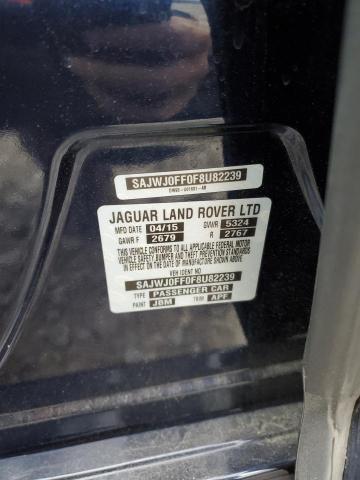 SAJWJ0FF0F8U82239
JAGUAR LAND ROVER LTD
MFD DATE 04/15 GVWR 5324
GAWR F 2679 R 2767
THIS VEHICLE CONFORMS TO ALL APPLICABLE FEDERAL MOTOR
VEHICLE SAFETY, BUMPER AND THEFT PREVENTION STANDARDS
IN EFFECT ON THE DATE OF MANUFACTURE SHOWN ABOVE
VEH IDENT NO
SAJWJ0FF0F8U82239
TYPE PASSENGER CAR
PAINT JBM TRIM APF